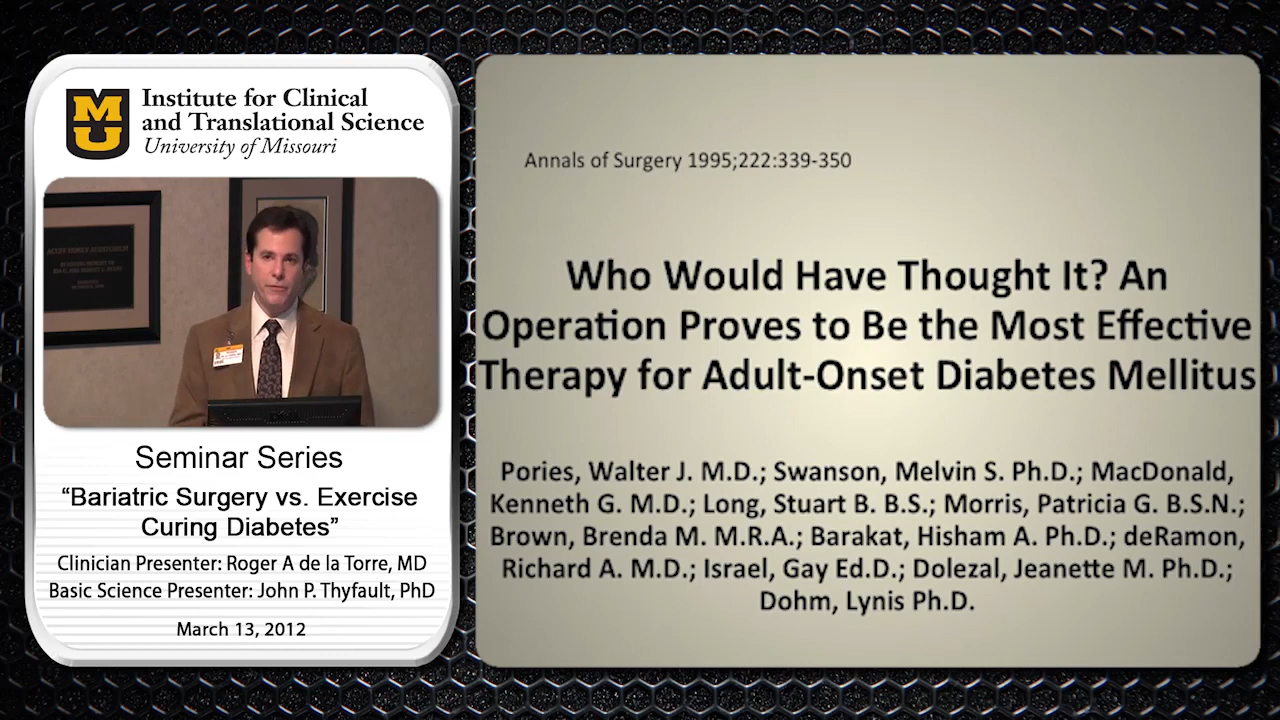 MU
Institute for Clinical
and Translational Science
University of Missouri
Seminar Series
“Bariatric Surgery vs. Exercise
Curing Diabetes”
Clinician Presenter: Roger A de la Torre, MD
Basic Science Presenter: John P. Thyfault, PhD
March 13, 2012
Annals of Surgery 1995;222:339-350
Who Would Have Thought It? An
Operation Proves to Be the Most Effective
Therapy for Adult-Onset Diabetes Mellitus
Pories, Walter J. M.D.; Swanson, Melvin S. Ph.D.; MacDonald,
Kenneth G. M.D.; Long, Stuart B. B.S.; Morris, Patricia G. B.S.N.;
Brown, Brenda M. M.R.A.; Barakat, Hisham A. Ph.D.; deRamon,
Richard A. M.D.; Israel, Gay Ed.D.; Dolezal, Jeanette M. Ph.D.;
Dohm, Lynis Ph.D.